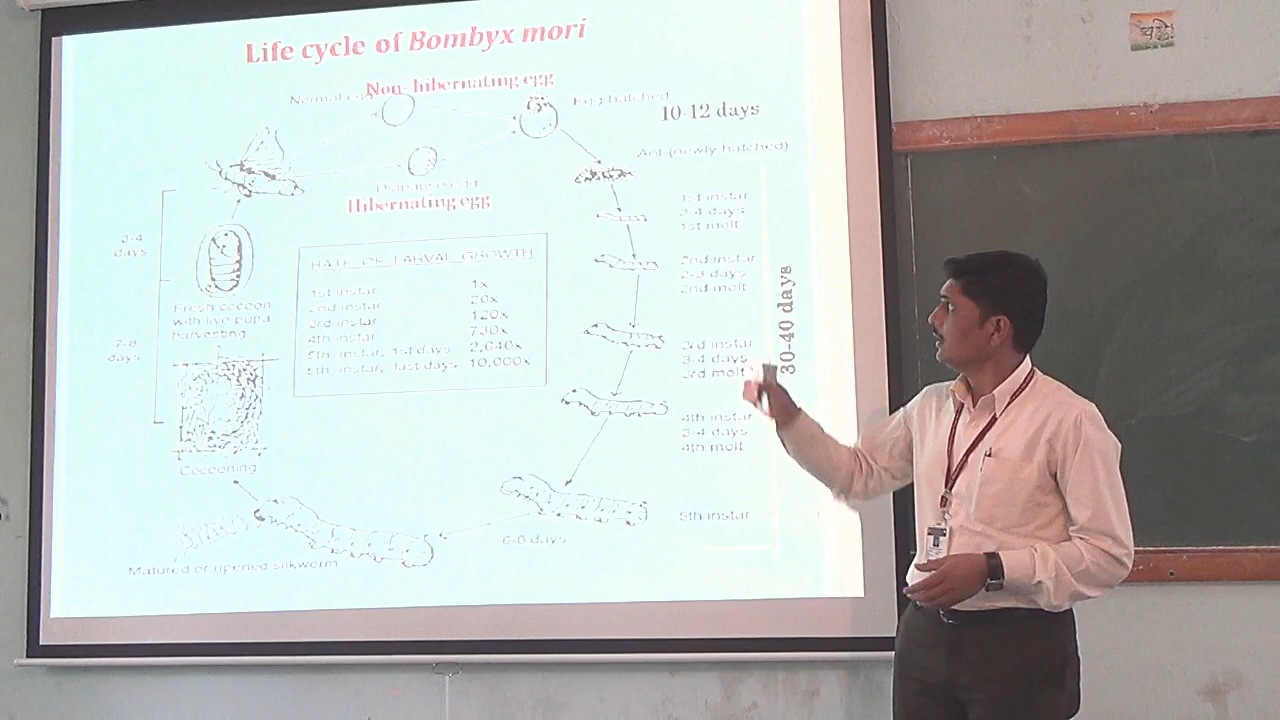 Life cycle of Bombyx mori
Non-hibernating egg
Normal egg
Egg hatched
10-12 days
Ant (newly hatched)
Diapause egg
Hibernating egg
1st instar
3-4 days
1st molt
2nd instar
2-3 days
2nd molt
3rd instar
3-4 days
3rd molt
4th instar
3-4 days
4th molt
5th instar
30-40 days
6-8 days
Matured or ripened silkworm
Cocooning
7-8
days
Fresh cocoon
with live pupa
harvesting
days
RATE OF LARVAL GROWTH
1st instar 1x
2nd instar 20x
3rd instar 120x
4th instar 730x
5th instar, 1st days 2,040x
5th instar, last days 10,000x